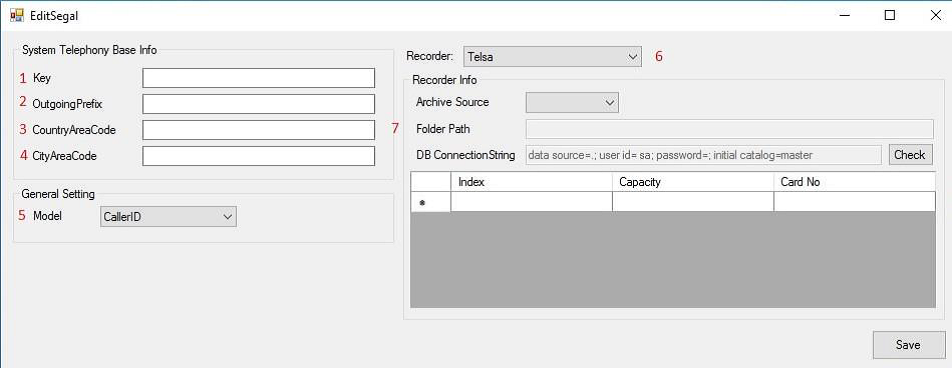 EditSegal
System Telephony Base Info
1 Key
2 OutgoingPrefix
3 CountryAreaCode
4 CityAreaCode
General Setting
5 Model CallerID
Recorder: Telsa 6
Recorder Info
Archive Source
7 Folder Path
DB ConnectionString data source=.; user id= sa; password=; initial catalog=master Check
Index Capacity Card No
*
Save